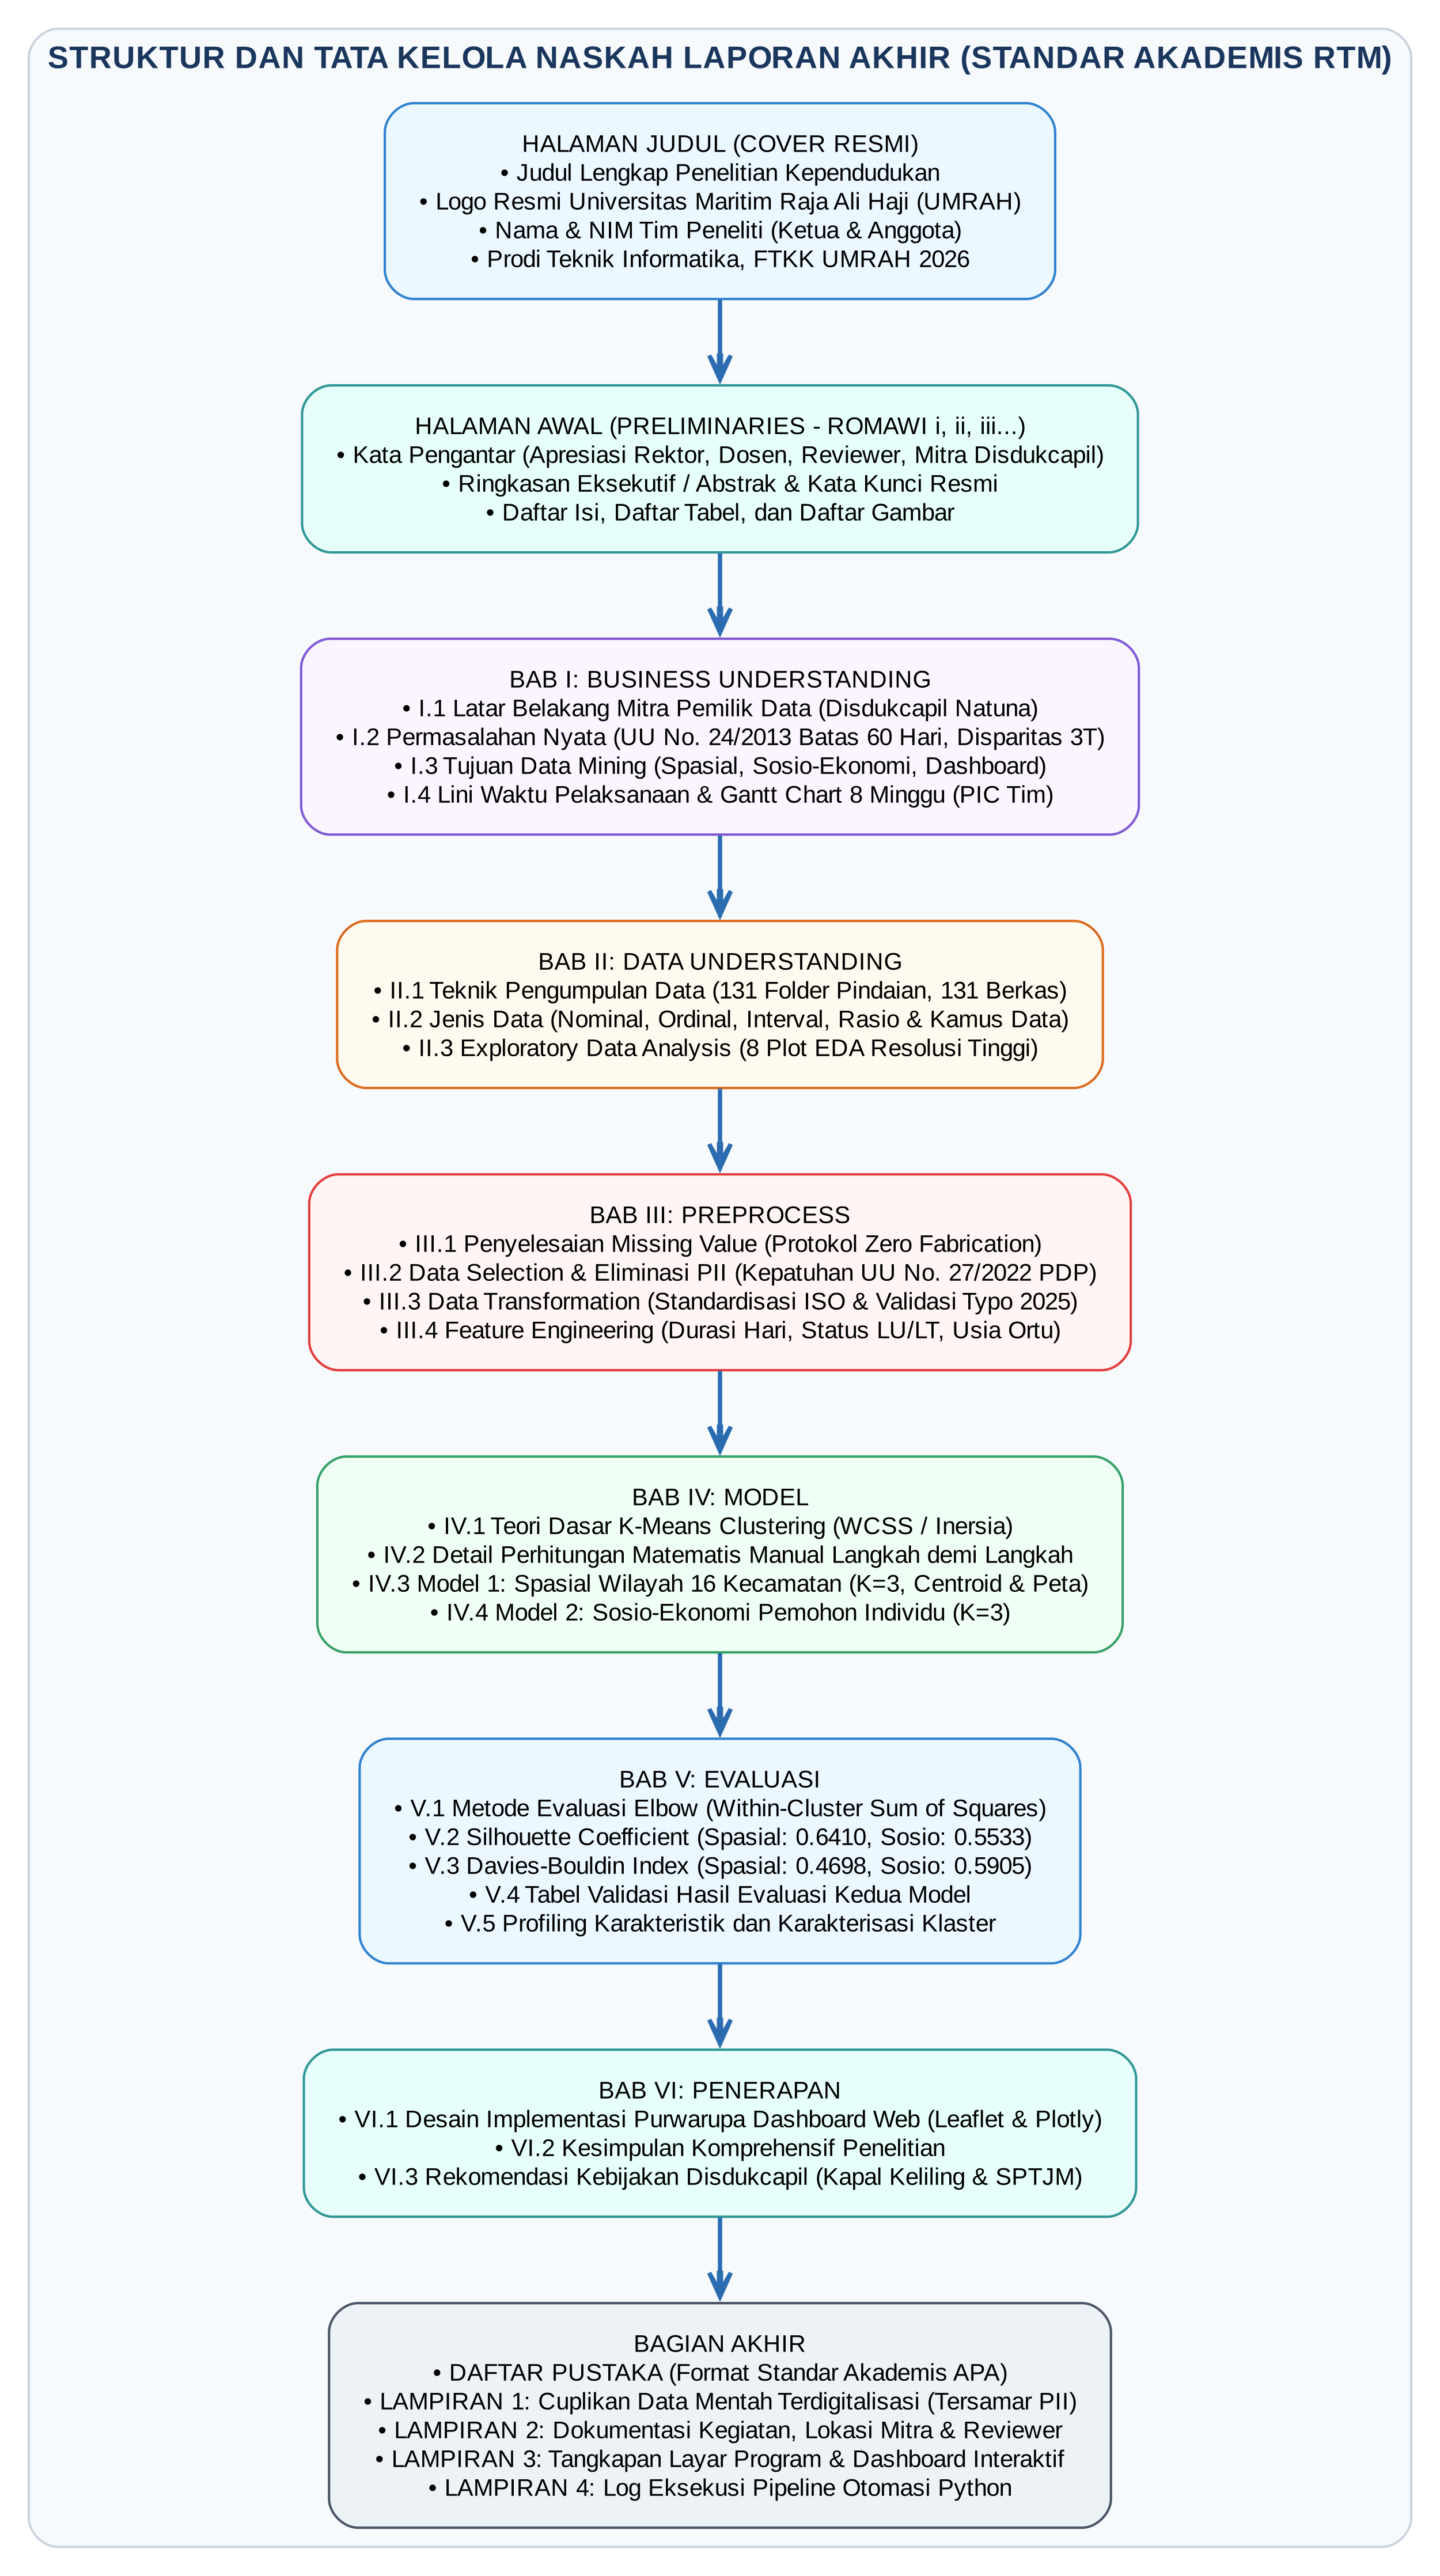 STRUKTUR DAN TATA KELOLA NASKAH LAPORAN AKHIR (STANDAR AKADEMIS RTM)
HALAMAN JUDUL (COVER RESMI)
• Judul Lengkap Penelitian Kependudukan
• Logo Resmi Universitas Maritim Raja Ali Haji (UMRAH)
• Nama & NIM Tim Peneliti (Ketua & Anggota)
• Prodi Teknik Informatika, FTKK UMRAH 2026
HALAMAN AWAL (PRELIMINARIES - ROMAWI i, ii, iii...)
• Kata Pengantar (Apresiasi Rektor, Dosen, Reviewer, Mitra Disdukcapil)
• Ringkasan Eksekutif / Abstrak & Kata Kunci Resmi
• Daftar Isi, Daftar Tabel, dan Daftar Gambar
BAB I: BUSINESS UNDERSTANDING
• I.1 Latar Belakang Mitra Pemilik Data (Disdukcapil Natuna)
• I.2 Permasalahan Nyata (UU No. 24/2013 Batas 60 Hari, Disparitas 3T)
• I.3 Tujuan Data Mining (Spasial, Sosio-Ekonomi, Dashboard)
• I.4 Lini Waktu Pelaksanaan & Gantt Chart 8 Minggu (PIC Tim)
BAB II: DATA UNDERSTANDING
• II.1 Teknik Pengumpulan Data (131 Folder Pindaian, 131 Berkas)
• II.2 Jenis Data (Nominal, Ordinal, Interval, Rasio & Kamus Data)
• II.3 Exploratory Data Analysis (8 Plot EDA Resolusi Tinggi)
BAB III: PREPROCESS
• III.1 Penyelesaian Missing Value (Protokol Zero Fabrication)
• III.2 Data Selection & Eliminasi PII (Kepatuhan UU No. 27/2022 PDP)
• III.3 Data Transformation (Standardisasi ISO & Validasi Typo 2025)
• III.4 Feature Engineering (Durasi Hari, Status LU/LT, Usia Ortu)
BAB IV: MODEL
• IV.1 Teori Dasar K-Means Clustering (WCSS / Inersia)
• IV.2 Detail Perhitungan Matematis Manual Langkah demi Langkah
• IV.3 Model 1: Spasial Wilayah 16 Kecamatan (K=3, Centroid & Peta)
• IV.4 Model 2: Sosio-Ekonomi Pemohon Individu (K=3)
BAB V: EVALUASI
• V.1 Metode Evaluasi Elbow (Within-Cluster Sum of Squares)
• V.2 Silhouette Coefficient (Spasial: 0.6410, Sosio: 0.5533)
• V.3 Davies-Bouldin Index (Spasial: 0.4698, Sosio: 0.5905)
• V.4 Tabel Validasi Hasil Evaluasi Kedua Model
• V.5 Profiling Karakteristik dan Karakterisasi Klaster
BAB VI: PENERAPAN
• VI.1 Desain Implementasi Purwarupa Dashboard Web (Leaflet & Plotly)
• VI.2 Kesimpulan Komprehensif Penelitian
• VI.3 Rekomendasi Kebijakan Disdukcapil (Kapal Keliling & SPTJM)
BAGIAN AKHIR
• DAFTAR PUSTAKA (Format Standar Akademis APA)
• LAMPIRAN 1: Cuplikan Data Mentah Terdigitalisasi (Tersamar PII)
• LAMPIRAN 2: Dokumentasi Kegiatan, Lokasi Mitra & Reviewer
• LAMPIRAN 3: Tangkapan Layar Program & Dashboard Interaktif
• LAMPIRAN 4: Log Eksekusi Pipeline Otomasi Python